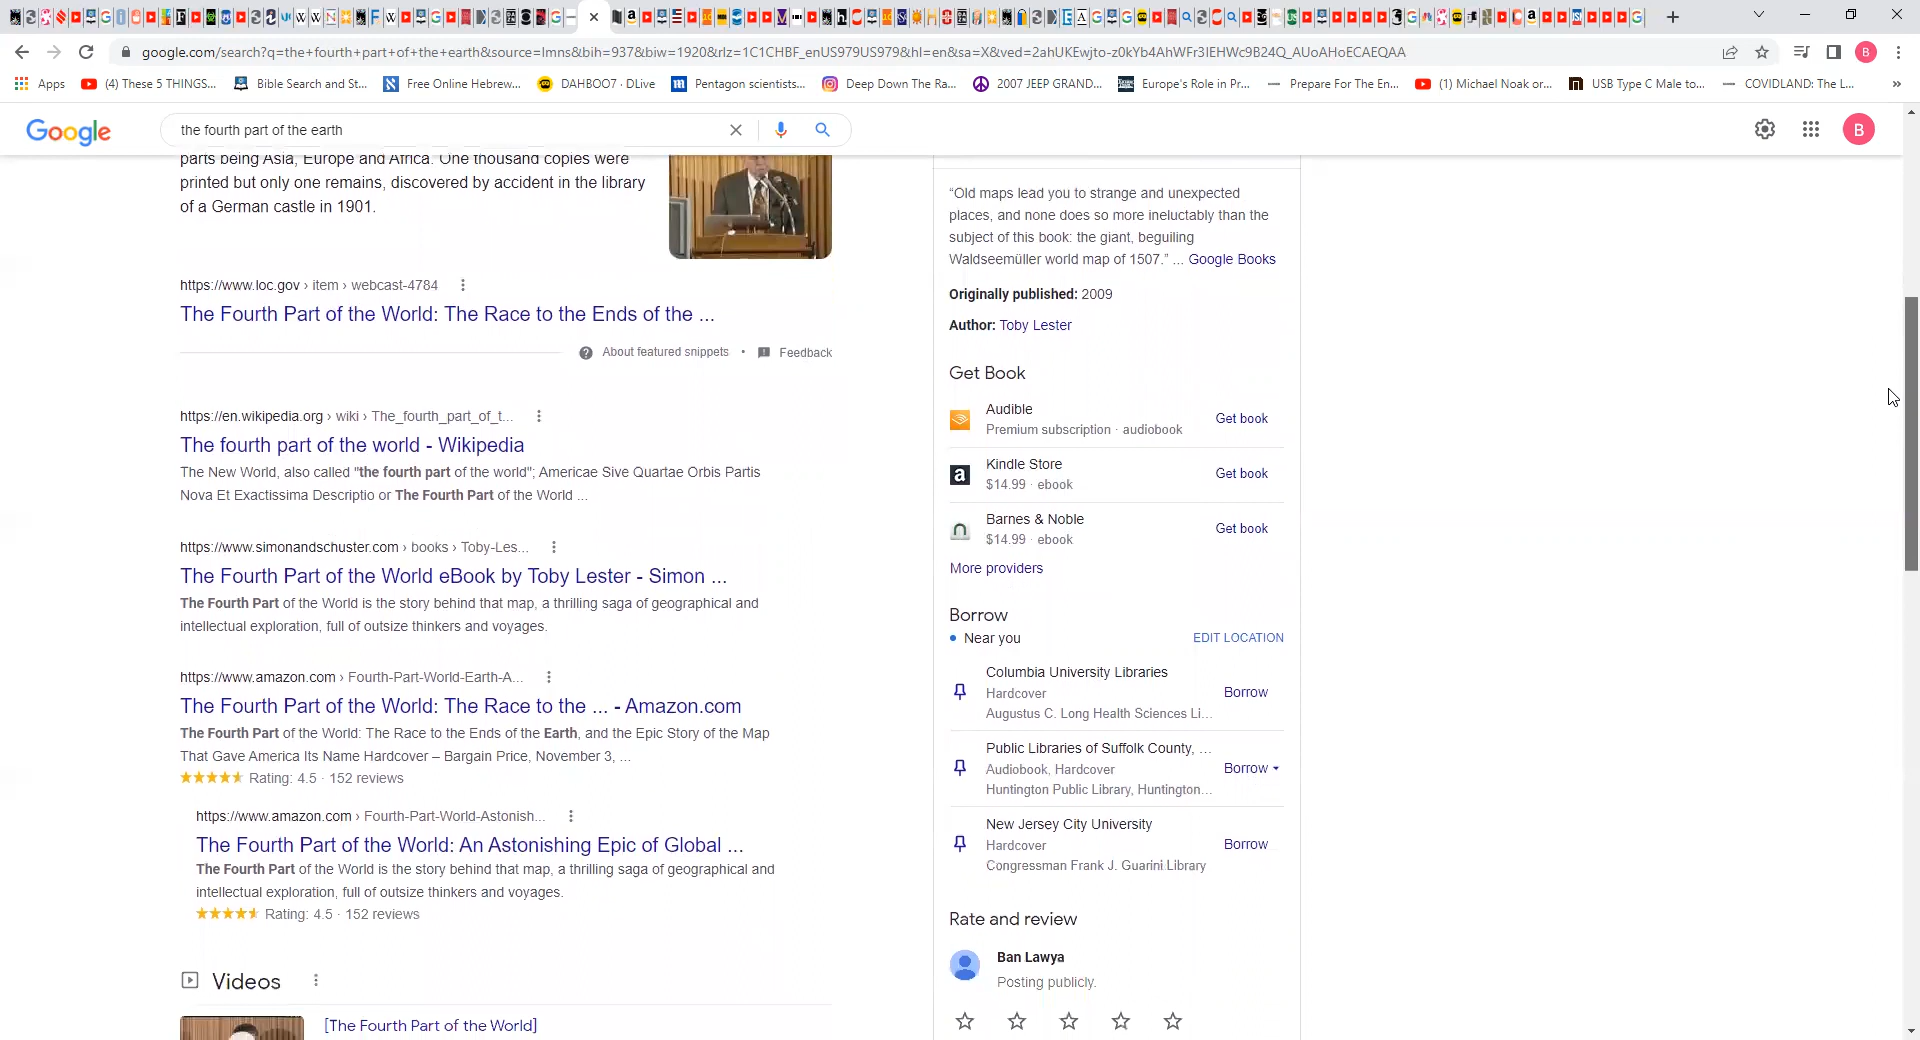 google.com/search?q=the+fourth+part+of+the+earth&source=lmns&bih=937&biw=1920&rlz=1C1CHBF_enUS979US979&hl=en&sa=X&ved=2ahUKEwjto-z0kYb4AhWFr3IEHWc9B24Q_AUoAHoECAEQAA
B
Apps
(4) These 5 THINGS...
Bible Search and St...
Free Online Hebrew...
DAHBOO7 · DLive
Pentagon scientists...
Deep Down The Ra...
2007 JEEP GRAND...
Europe's Role in Pr...
Prepare For The En...
(1) Michael Noak or...
USB Type C Male to...
COVIDLAND: The L...
»
Google
the fourth part of the earth
B
parts being Asia, Europe and Africa. One thousand copies were
printed but only one remains, discovered by accident in the library
of a German castle in 1901.
https://www.loc.gov › item › webcast-4784
The Fourth Part of the World: The Race to the Ends of the ...
About featured snippets • Feedback
https://en.wikipedia.org › wiki › The_fourth_part_of_t...
The fourth part of the world - Wikipedia
The New World, also called "the fourth part of the world"; Americae Sive Quartae Orbis Partis
Nova Et Exactissima Descriptio or The Fourth Part of the World ...
https://www.simonandschuster.com › books › Toby-Les...
The Fourth Part of the World eBook by Toby Lester - Simon ...
The Fourth Part of the World is the story behind that map, a thrilling saga of geographical and
intellectual exploration, full of outsize thinkers and voyages.
https://www.amazon.com › Fourth-Part-World-Earth-A...
The Fourth Part of the World: The Race to the ... - Amazon.com
The Fourth Part of the World: The Race to the Ends of the Earth, and the Epic Story of the Map
That Gave America Its Name Hardcover – Bargain Price, November 3, ...
Rating: 4.5 · 152 reviews
https://www.amazon.com › Fourth-Part-World-Astonish...
The Fourth Part of the World: An Astonishing Epic of Global ...
The Fourth Part of the World is the story behind that map, a thrilling saga of geographical and
intellectual exploration, full of outsize thinkers and voyages.
Rating: 4.5 · 152 reviews
Videos
[The Fourth Part of the World]
“Old maps lead you to strange and unexpected
places, and none does so more ineluctably than the
subject of this book: the giant, beguiling
Waldseemüller world map of 1507.” ... Google Books
Originally published: 2009
Author: Toby Lester
Get Book
Audible
Premium subscription · audiobook
Get book
Kindle Store
$14.99 · ebook
Get book
Barnes & Noble
$14.99 · ebook
Get book
More providers
Borrow
Near you
EDIT LOCATION
Columbia University Libraries
Hardcover
Augustus C. Long Health Sciences Li...
Borrow
Public Libraries of Suffolk County, ...
Audiobook, Hardcover
Huntington Public Library, Huntington...
Borrow
New Jersey City University
Hardcover
Congressman Frank J. Guarini Library
Borrow
Rate and review
Ban Lawya
Posting publicly.